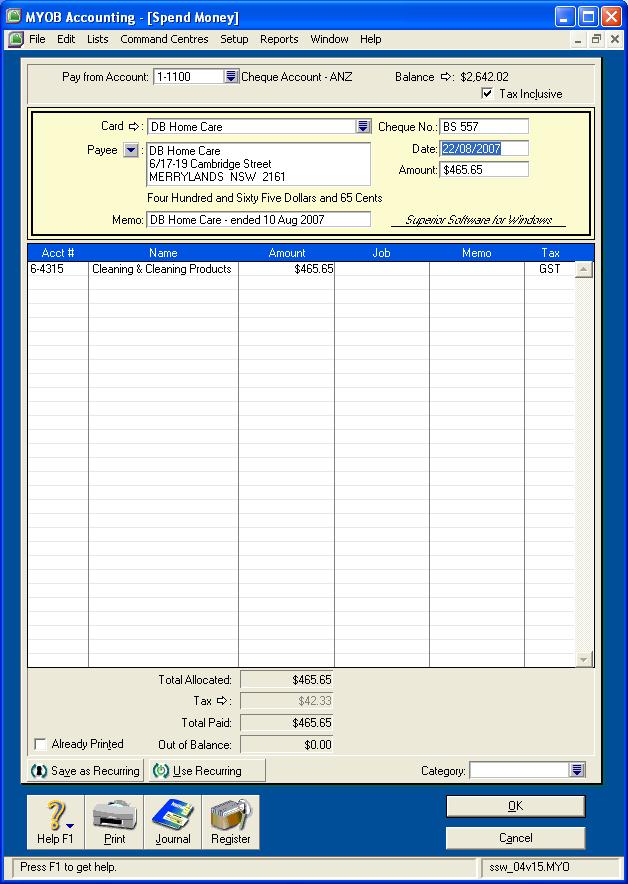 MYOB Accounting - [Spend Money]
File Edit Lists Command Centres Setup Reports Window Help
Pay from Account: 1-1100 Cheque Account - ANZ Balance : $2,642.02
Tax Inclusive
Card : DB Home Care Cheque No.: BS 557
Payee : DB Home Care Date: 22/08/2007
6/17-19 Cambridge Street
MERRYLANDS NSW 2161 Amount: $465.65
Four Hundred and Sixty Five Dollars and 65 Cents
Memo: DB Home Care - ended 10 Aug 2007 Superior Software for Windows
Acct # Name Amount Job Memo Tax
6-4315 Cleaning & Cleaning Products $465.65 GST
Total Allocated: $465.65
Tax : $42.33
Total Paid: $465.65
Already Printed Out of Balance: $0.00
Save as Recurring Use Recurring Category:
Help F1 Print Journal Register
OK
Cancel
Press F1 to get help. ssw_04v15.MYO